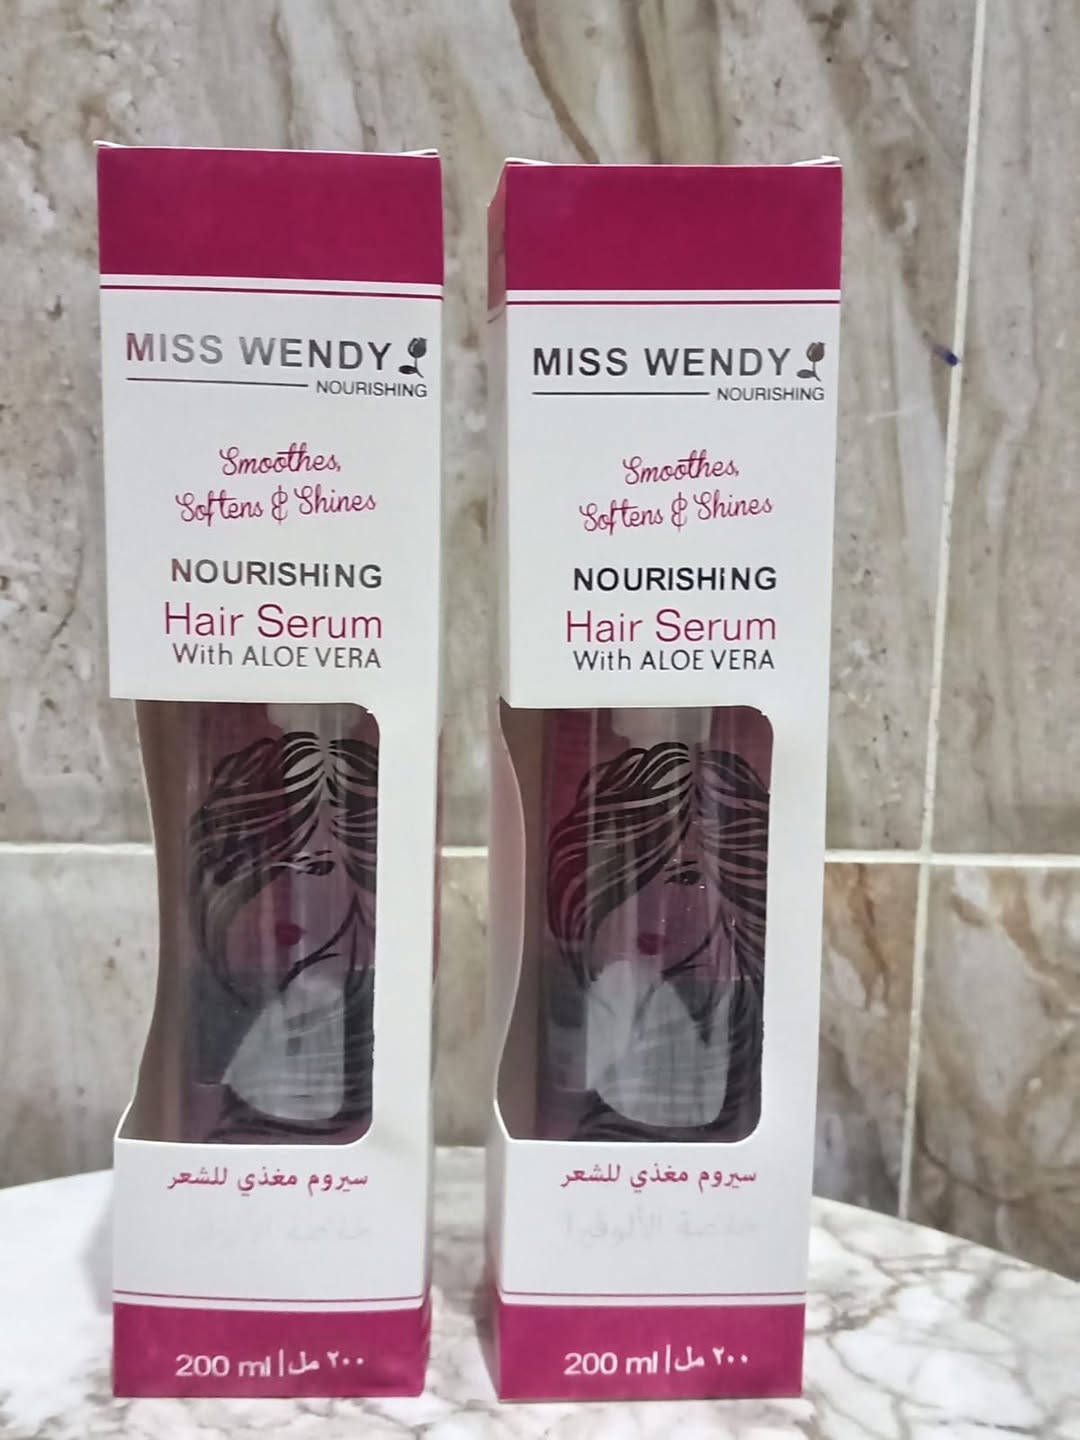 MISS WENDY
NOURISHING
Smoothes,
Softens & Shines
NOURISHiNG
Hair Serum
With ALOE VERA
سيروم مغذي للشعر
200 ml | ٢٠٠ مل
MISS WENDY
NOURISHING
Smoothes,
Softens & Shines
NOURISHiNG
Hair Serum
With ALOE VERA
سيروم مغذي للشعر
الألوفيرا
200 ml | ٢٠٠ مل